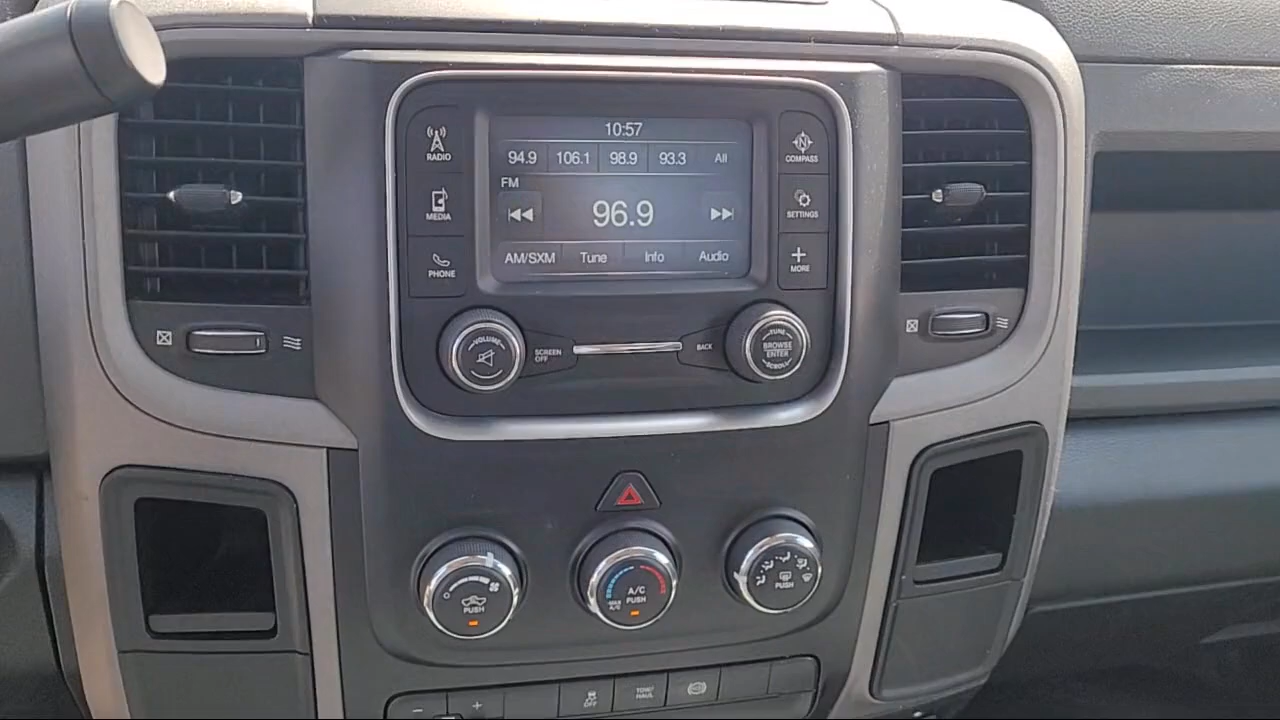 10:57
94.9 106.1 98.9 93.3 All
FM
96.9
AM/SXM Tune Info Audio
RADIO
MEDIA
PHONE
COMPASS
N
SETTINGS
MORE
VOLUME
SCREEN
OFF
BACK
TUNE
BROWSE
ENTER
SCROLL
PUSH
A/C
PUSH
MAX
A/C
PUSH
OFF
TOW/
HAUL